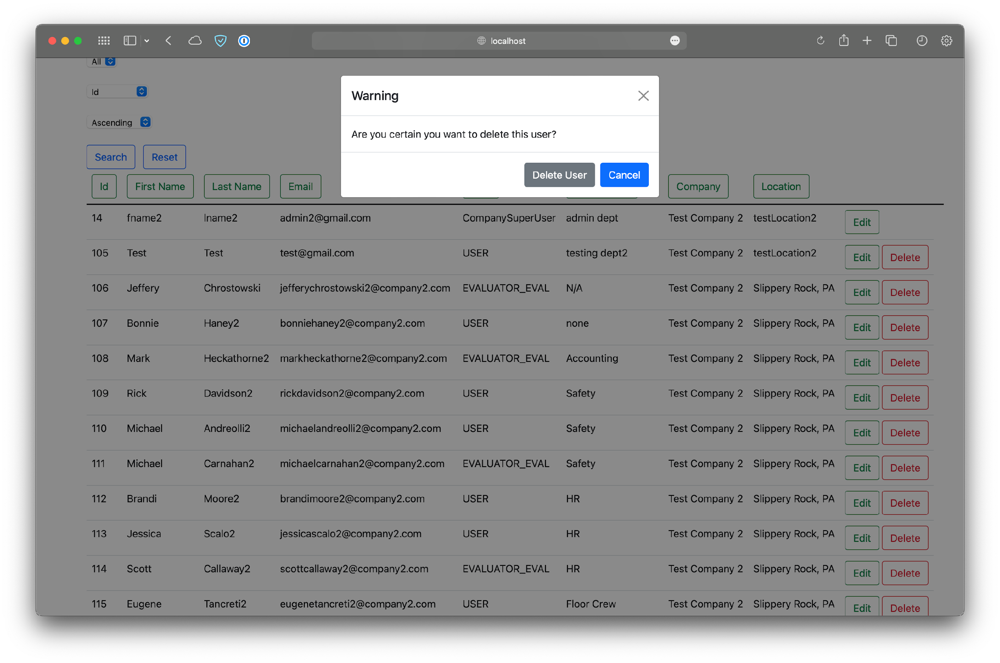 localhost
All
Id
Ascending
Warning
Are you certain you want to delete this user?
Delete User Cancel
Search Reset
Id First Name Last Name Email Company Location
14 fname2 lname2 admin2@gmail.com CompanySuperUser admin dept Test Company 2 testLocation2 Edit
105 Test Test test@gmail.com USER testing dept2 Test Company 2 testLocation2 Edit Delete
106 Jeffery Chrostowski jefferychrostowski2@company2.com EVALUATOR_EVAL N/A Test Company 2 Slippery Rock, PA Edit Delete
107 Bonnie Haney2 bonniehaney2@company2.com USER none Test Company 2 Slippery Rock, PA Edit Delete
108 Mark Heckathorne2 markheckathorne2@company2.com EVALUATOR_EVAL Accounting Test Company 2 Slippery Rock, PA Edit Delete
109 Rick Davidson2 rickdavidson2@company2.com USER Safety Test Company 2 Slippery Rock, PA Edit Delete
110 Michael Andreolli2 michaelandreolli2@company2.com USER Safety Test Company 2 Slippery Rock, PA Edit Delete
111 Michael Carnahan2 michaelcarnahan2@company2.com EVALUATOR_EVAL Safety Test Company 2 Slippery Rock, PA Edit Delete
112 Brandi Moore2 brandimoore2@company2.com USER HR Test Company 2 Slippery Rock, PA Edit Delete
113 Jessica Scalo2 jessicascalo2@company2.com USER HR Test Company 2 Slippery Rock, PA Edit Delete
114 Scott Callaway2 scottcallaway2@company2.com EVALUATOR_EVAL HR Test Company 2 Slippery Rock, PA Edit Delete
115 Eugene Tancreti2 eugenetancreti2@company2.com USER Floor Crew Test Company 2 Slippery Rock, PA Edit Delete